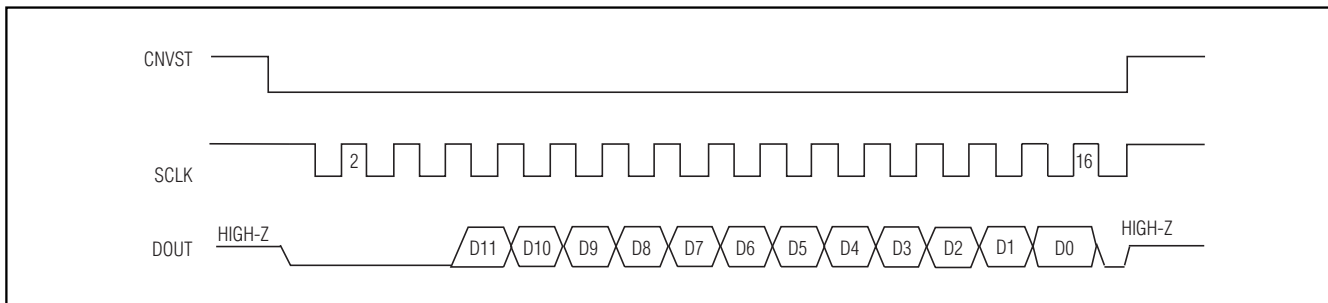 CNVST
SCLK
2
16
DOUT
HIGH-Z
D11
D10
D9
D8
D7
D6
D5
D4
D3
D2
D1
D0
HIGH-Z